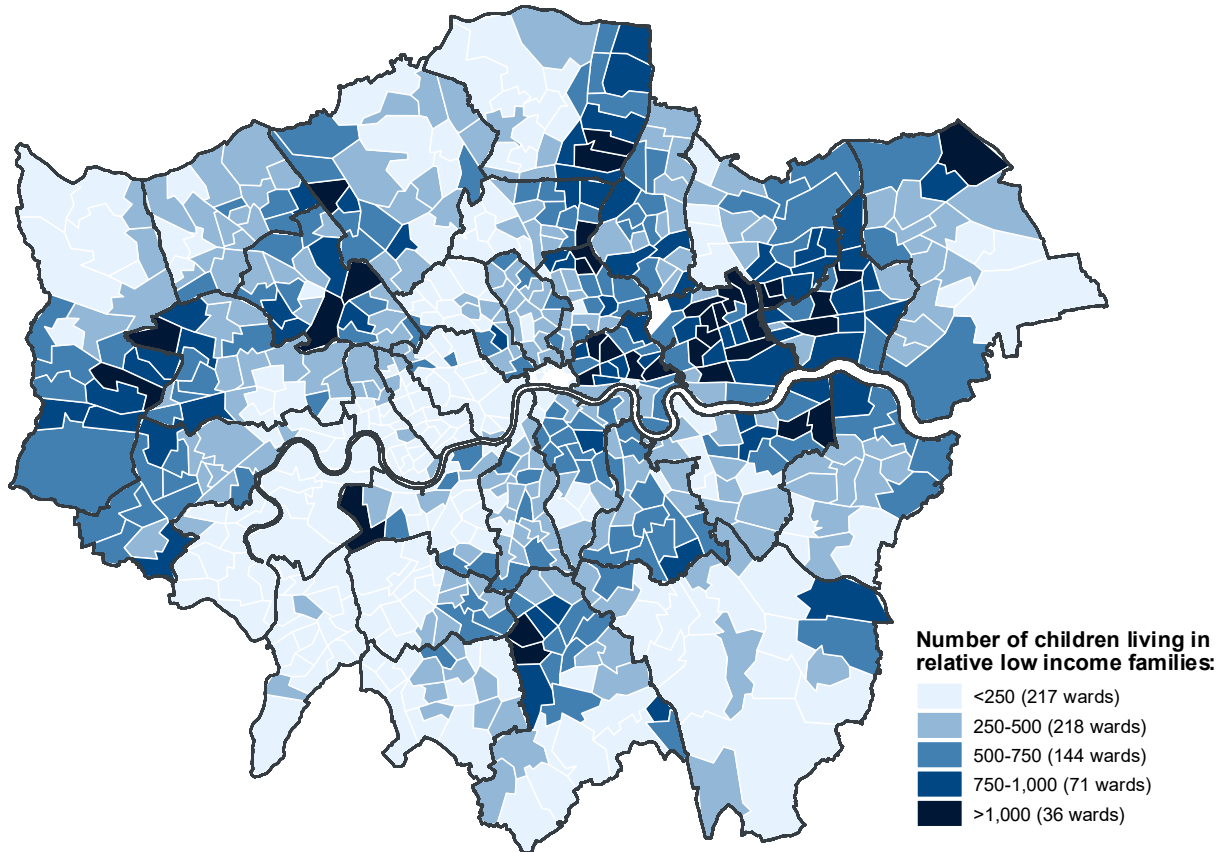 Number of children living in
relative low income families:
<250 (217 wards)
250-500 (218 wards)
500-750 (144 wards)
750-1,000 (71 wards)
>1,000 (36 wards)